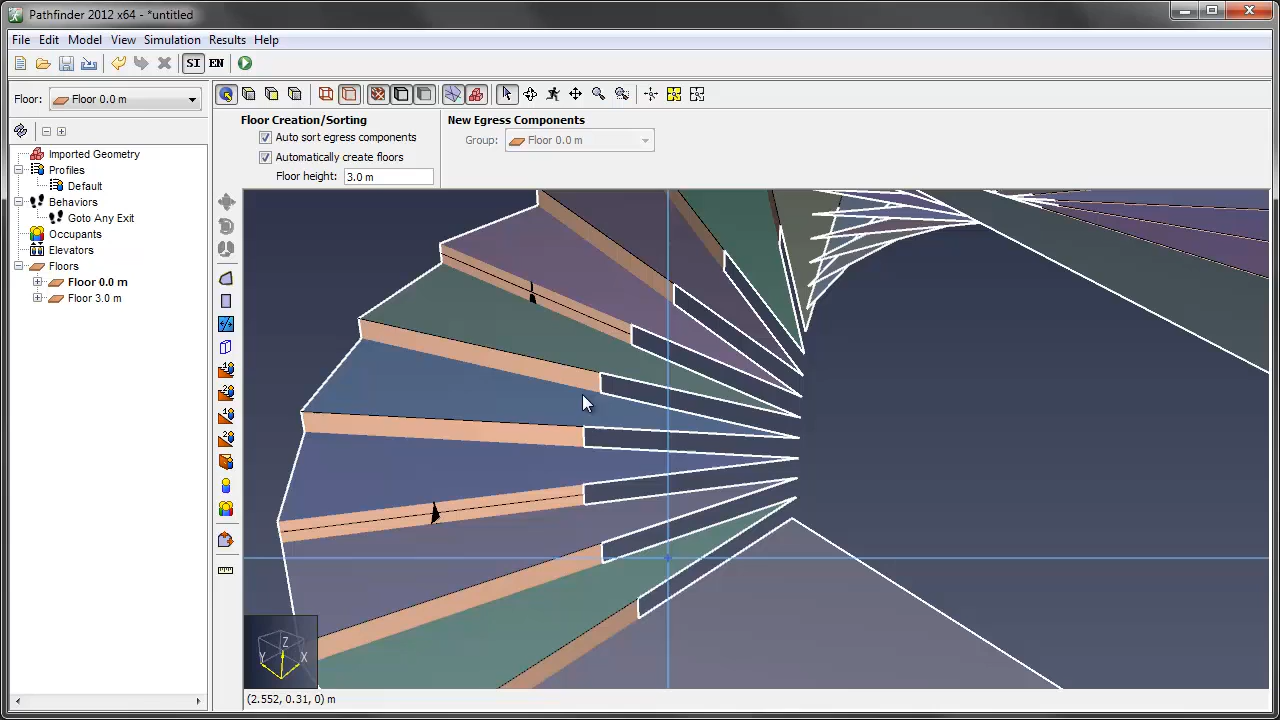 Pathfinder 2012 x64 - *untitled
File Edit Model View Simulation Results Help
SI EN
Floor: Floor 0.0 m
Floor Creation/Sorting
New Egress Components
Auto sort egress components
Group: Floor 0.0 m
Automatically create floors
Floor height: 3.0 m
Imported Geometry
Profiles
Default
Behaviors
Goto Any Exit
Occupants
Elevators
Floors
Floor 0.0 m
Floor 3.0 m
Z
Y X
(2.552, 0.31, 0) m